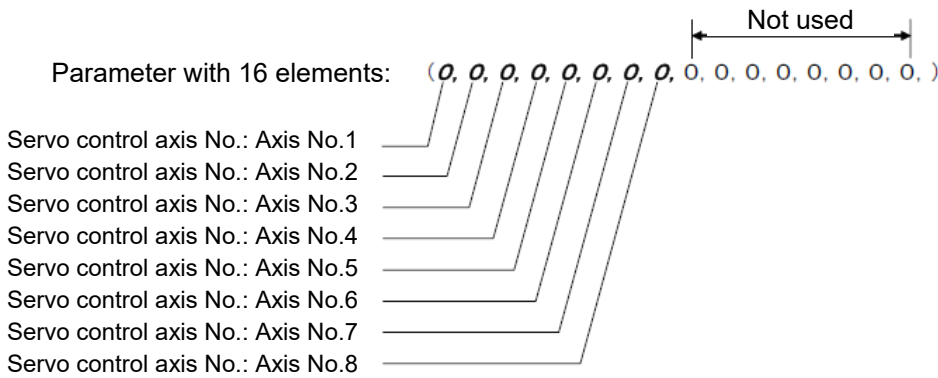 Not used
Parameter with 16 elements: (0, 0, 0, 0, 0, 0, 0, 0, 0, 0, 0, 0, 0, 0, 0, 0, )
Servo control axis No.: Axis No.1
Servo control axis No.: Axis No.2
Servo control axis No.: Axis No.3
Servo control axis No.: Axis No.4
Servo control axis No.: Axis No.5
Servo control axis No.: Axis No.6
Servo control axis No.: Axis No.7
Servo control axis No.: Axis No.8